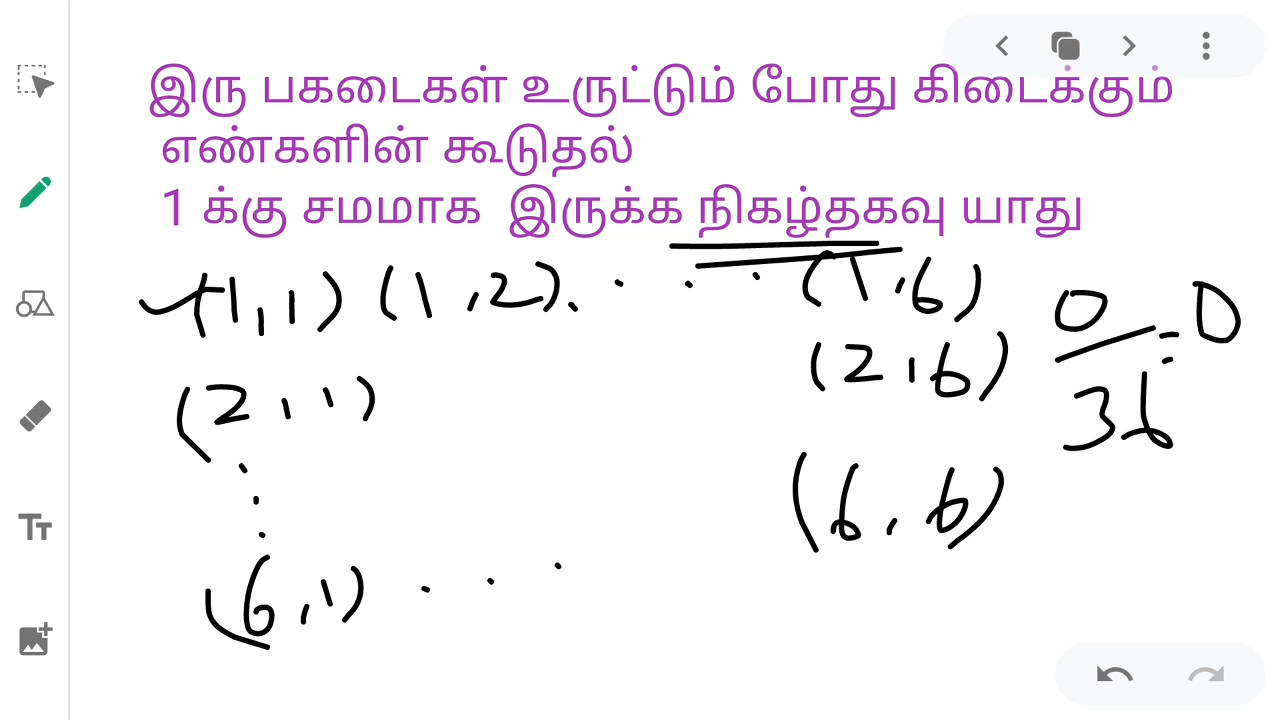 இரு பகடைகள் உருட்டும் போது கிடைக்கும்
எண்களின் கூடுதல்
1 க்கு சமமாக இருக்க நிகழ்தகவு யாது
(1,1) (1,2). . . . (1,6)
(2,1) (2,6)
0/36 = 0
.
.
.
(6,1) . . . (6,6)
TT